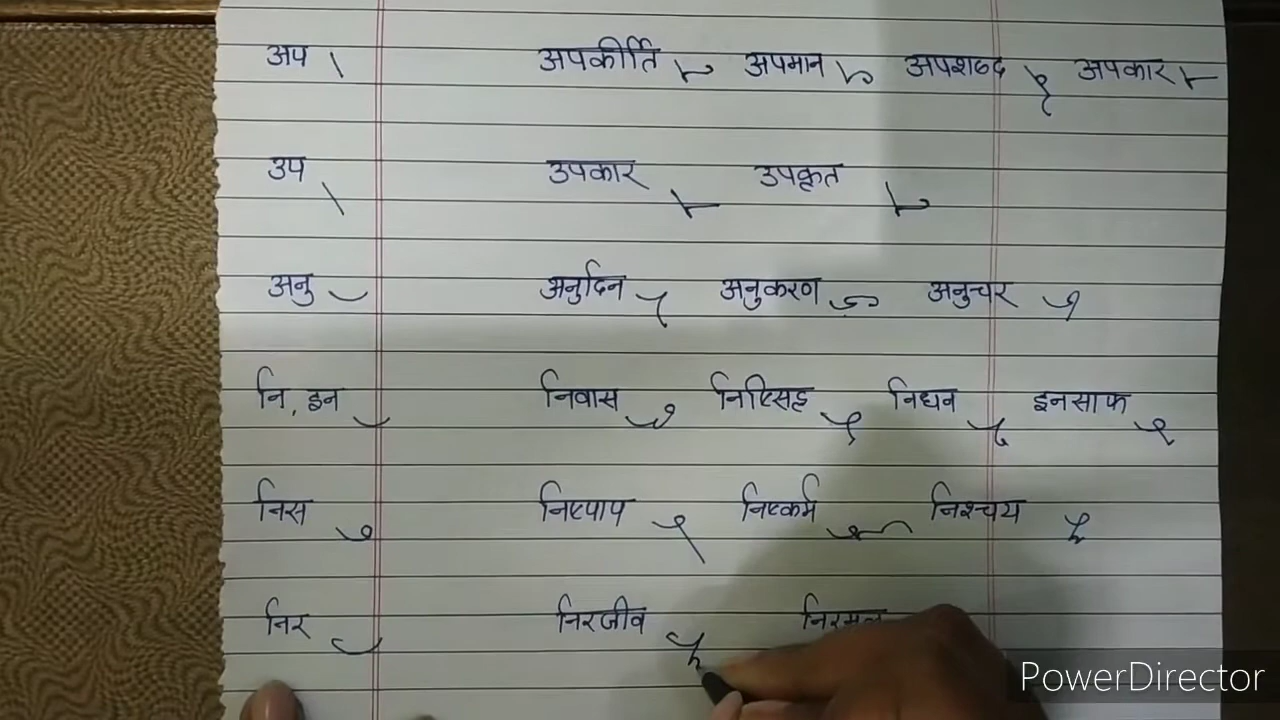 अप अपकीर्ति अपमान अपशब्द अपकार
उप उपकार उपकृत
अनु अनुदिन अनुकरण अनुचर
नि, इन निवास निधन इनसाफ
निस निष्पाप निष्कर्म निश्चय
निर निरजीव निरमल
PowerDirector